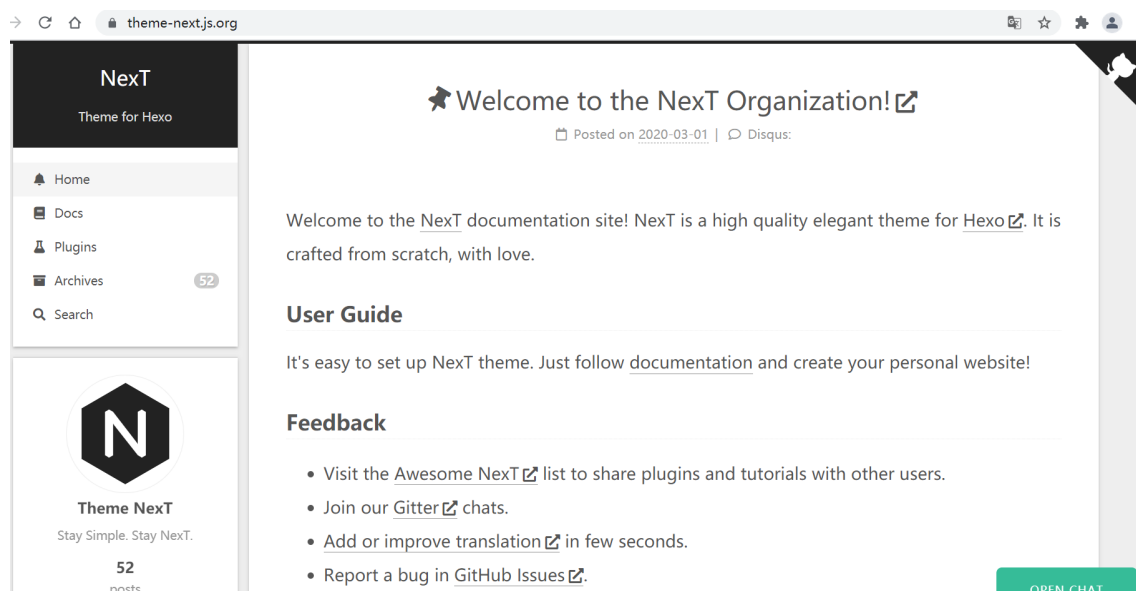 theme-next.js.org
NexT
Theme for Hexo
Home
Docs
Plugins
Archives 52
Search
N
Theme NexT
Stay Simple. Stay NexT.
52
posts
Welcome to the NexT Organization!
Posted on 2020-03-01 | Disqus:
Welcome to the NexT documentation site! NexT is a high quality elegant theme for Hexo. It is
crafted from scratch, with love.
User Guide
It's easy to set up NexT theme. Just follow documentation and create your personal website!
Feedback
• Visit the Awesome NexT list to share plugins and tutorials with other users.
• Join our Gitter chats.
• Add or improve translation in few seconds.
• Report a bug in GitHub Issues.
OPEN CHAT